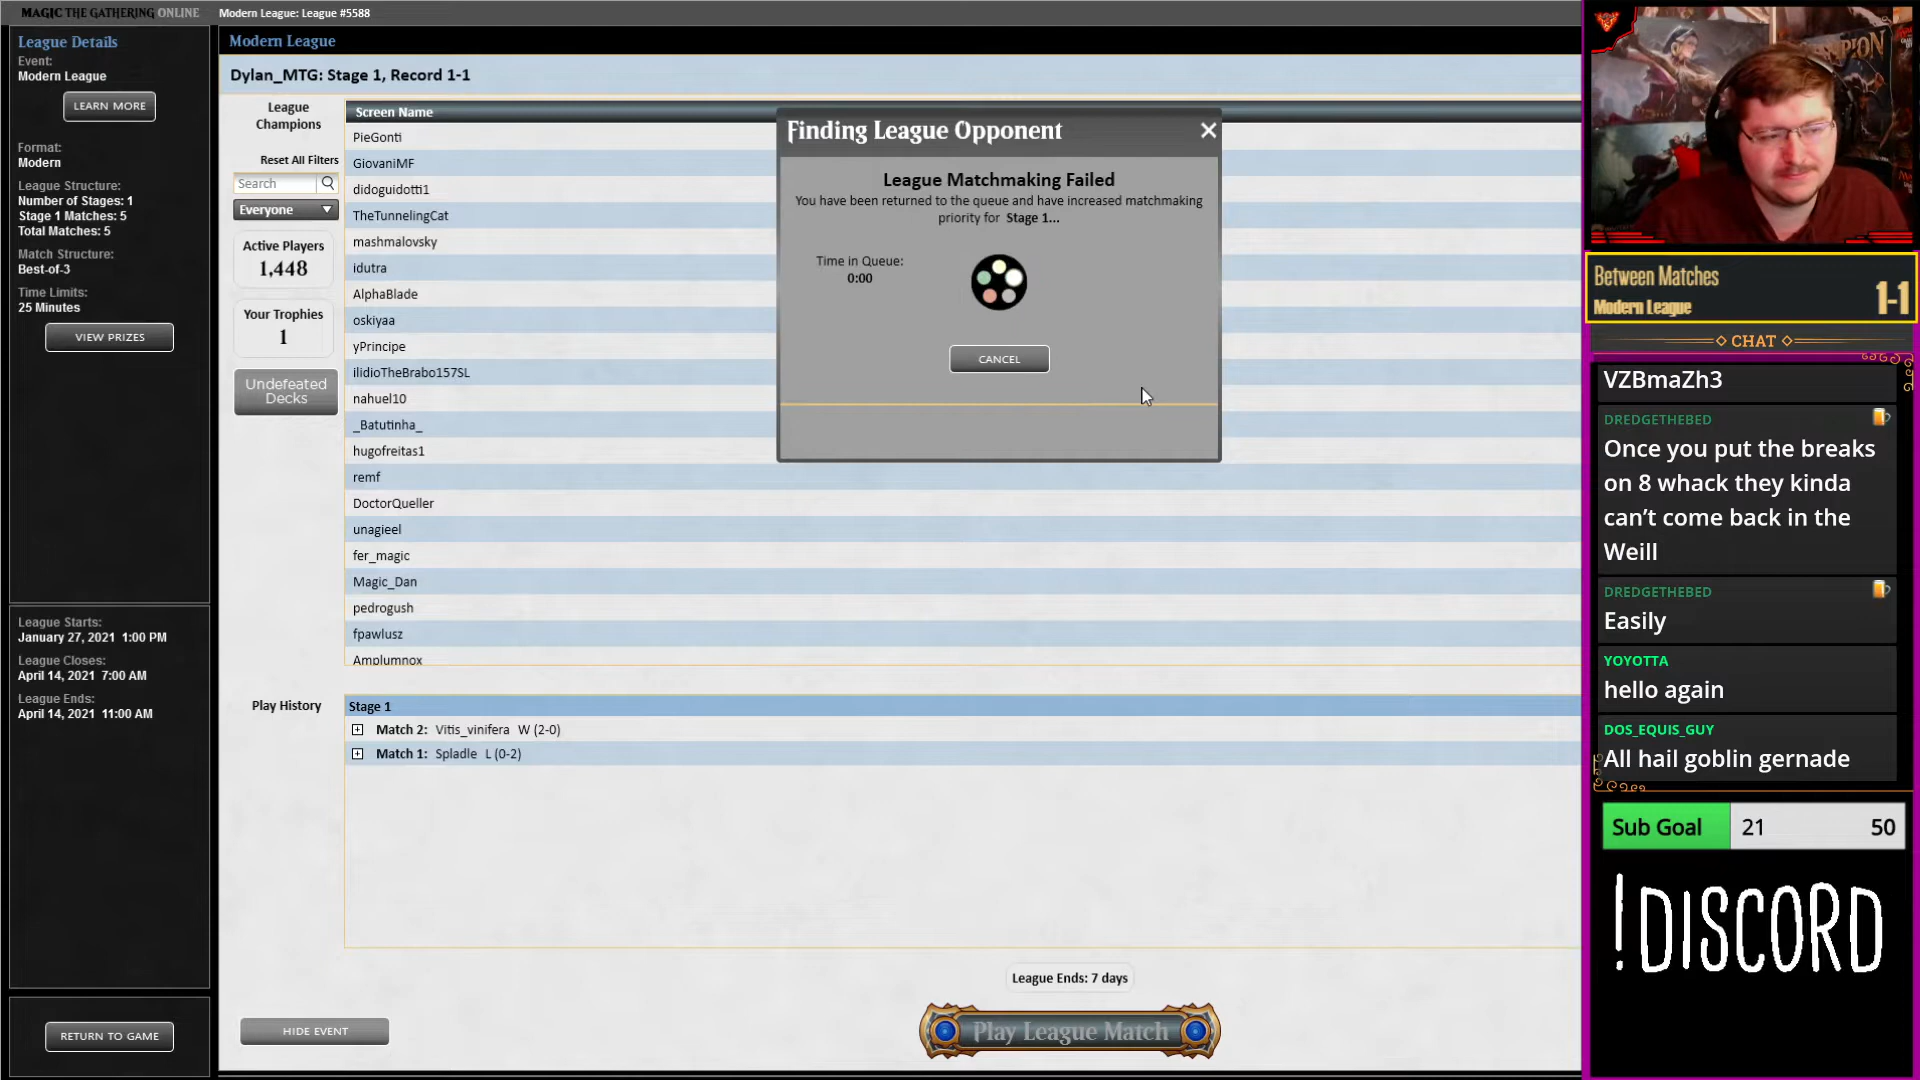 MAGIC THE GATHERING ONLINE
Modern League: League #5588
League Details
Event:
Modern League
LEARN MORE
Format:
Modern
League Structure:
Number of Stages: 1
Stage 1 Matches: 5
Total Matches: 5
Match Structure:
Best-of-3
Time Limits:
25 Minutes
VIEW PRIZES
League Starts:
January 27, 2021 1:00 PM
League Closes:
April 14, 2021 7:00 AM
League Ends:
April 14, 2021 11:00 AM
RETURN TO GAME
Modern League
Dylan_MTG: Stage 1, Record 1-1
League
Champions
Reset All Filters
Search
Everyone
Active Players
1,448
Your Trophies
1
Undefeated
Decks
Screen Name
PieGonti
GiovaniMF
didoguidotti1
TheTunnelingCat
mashmalovsky
idutra
AlphaBlade
oskiyaa
yPrincipe
ilidioTheBrabo157SL
nahuel10
_Batutinha_
hugofreitas1
remf
DoctorQueller
unagieel
fer_magic
Magic_Dan
pedrogush
fpawlusz
Amplumnox
Finding League Opponent
League Matchmaking Failed
You have been returned to the queue and have increased matchmaking
priority for Stage 1...
Time in Queue:
0:00
CANCEL
Play History
Stage 1
Match 2: Vitis_vinifera W (2-0)
Match 1: Spladle L (0-2)
League Ends: 7 days
HIDE EVENT
Play League Match
Between Matches
Modern League
1-1
CHAT
VZBmaZh3
DREDGETHEBED
Once you put the breaks
on 8 whack they kinda
can't come back in the
Weill
DREDGETHEBED
Easily
YOYOTTA
hello again
DOS_EQUIS_GUY
All hail goblin gernade
Sub Goal 21 50
!DISCORD